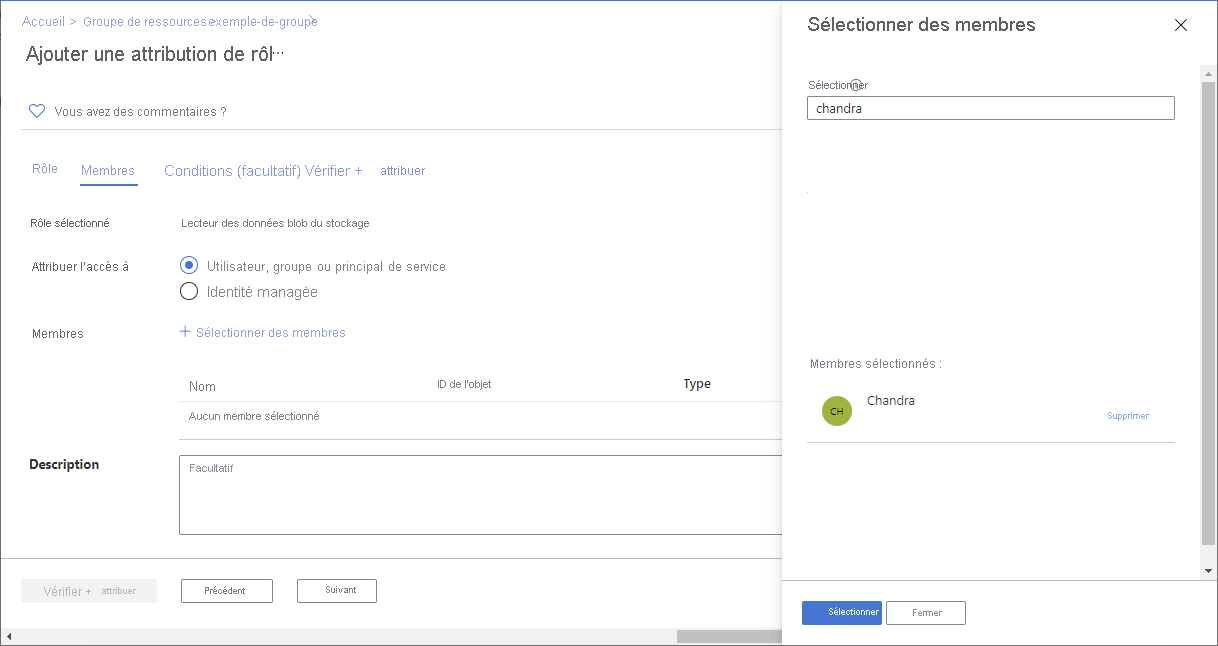 Accueil > Groupe de ressources exemple-de-groupe >
Ajouter une attribution de rôl···
Vous avez des commentaires ?
Rôle Membres Conditions (facultatif) Vérifier + attribuer
Rôle sélectionné Lecteur des données blob du stockage
Attribuer l'accès à Utilisateur, groupe ou principal de service
Identité managée
Membres + Sélectionner des membres
Nom ID de l'objet Type
Aucun membre sélectionné
Description Facultatif
Vérifier + attribuer Précédent Suivant
Sélectionner des membres
Sélectionner
chandra
Membres sélectionnés :
CH Chandra
Supprimer
Sélectionner Fermer